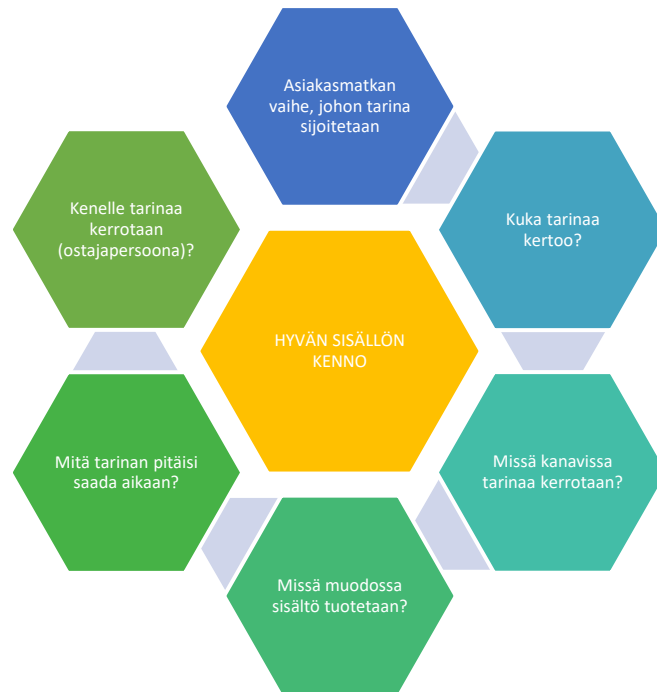 Asiakasmatkan
vaihe, johon tarina
sijoitetaan
Kuka tarinaa
kertoo?
Missä kanavissa
tarinaa kerrotaan?
Missä muodossa
sisältö tuotetaan?
Mitä tarinan pitäisi
saada aikaan?
Kenelle tarinaa
kerrotaan
(ostajapersoona)?
HYVÄN SISÄLLÖN
KENNO